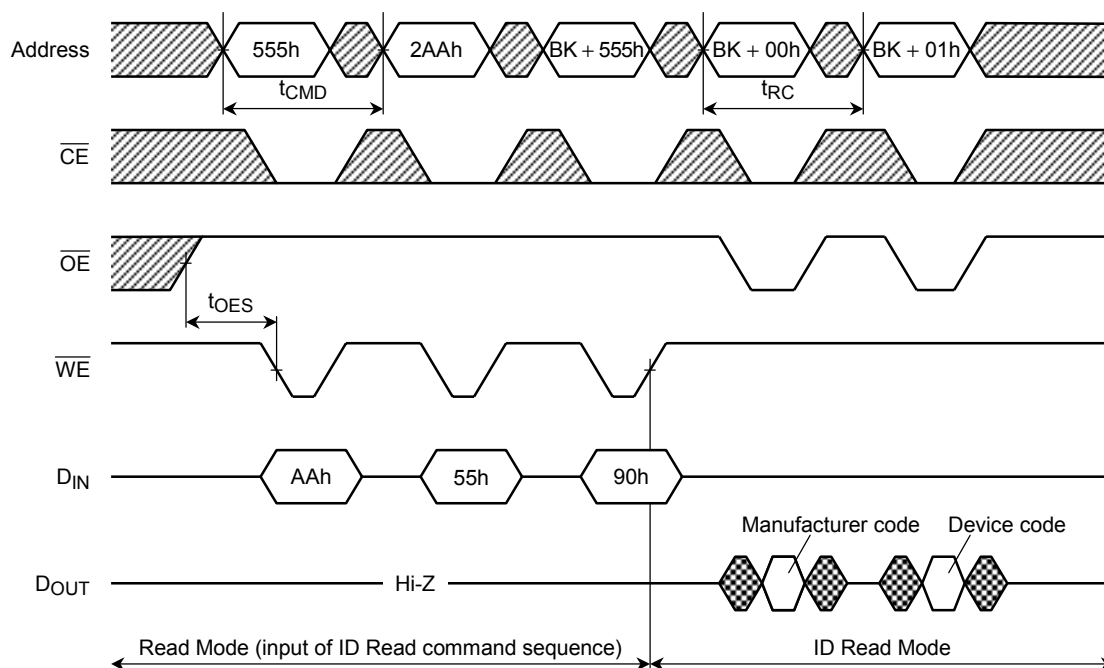 Address 555h 2AAh BK + 555h BK + 00h BK + 01h
tCMD tRC
CE
OE
tOES
WE
DIN AAh 55h 90h
Manufacturer code Device code
DOUT Hi-Z
Read Mode (input of ID Read command sequence) ID Read Mode